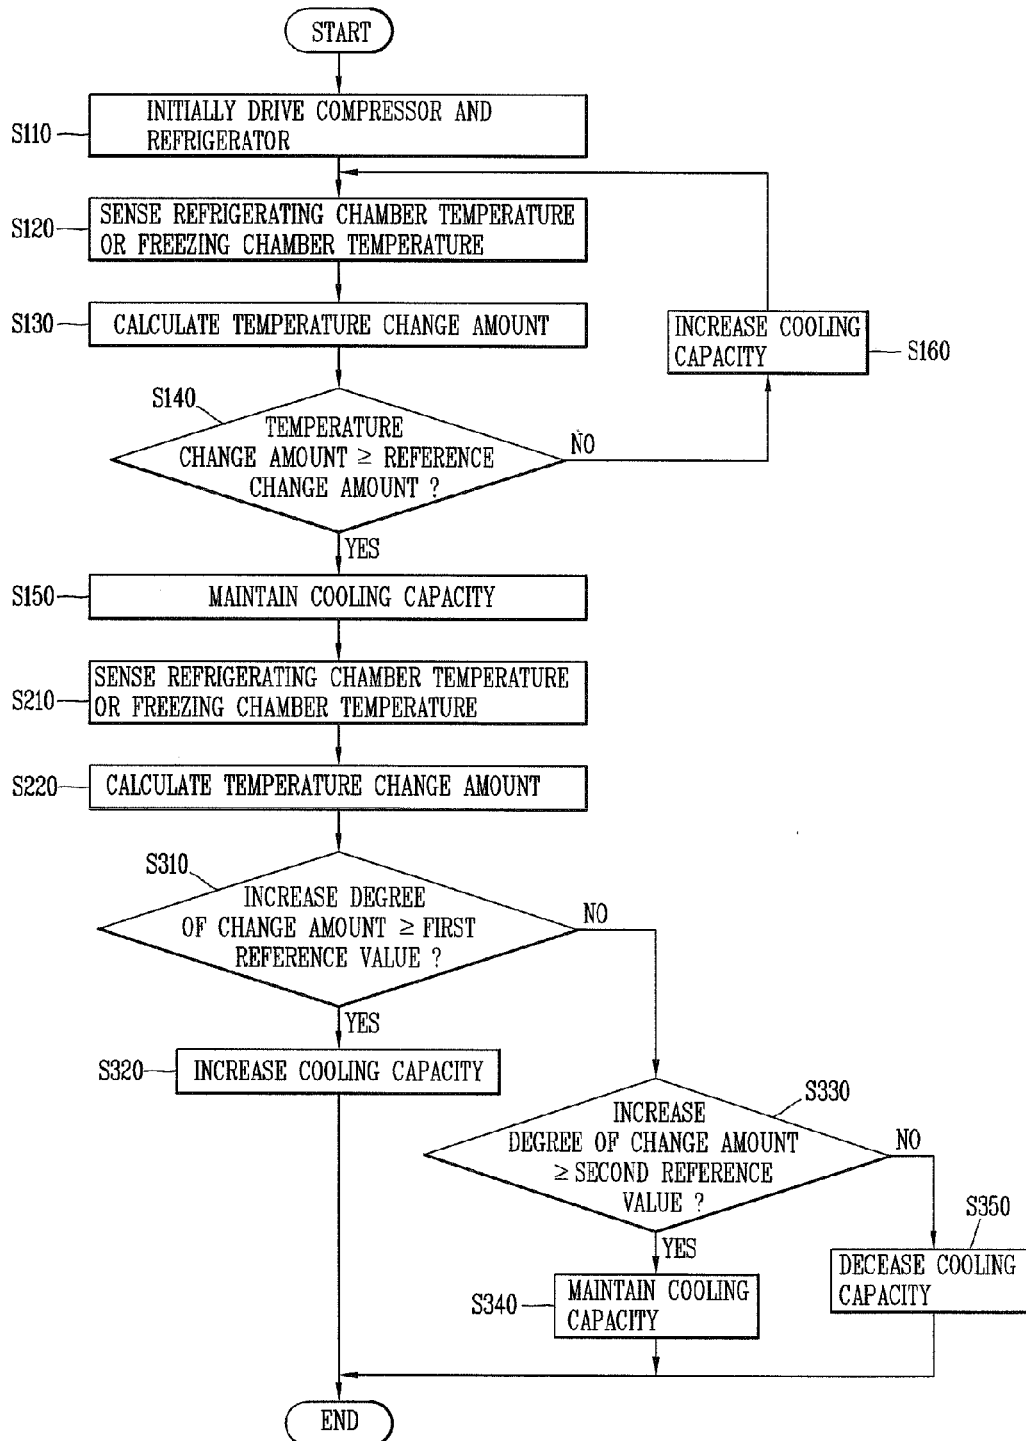 START
INITIALLY DRIVE COMPRESSOR AND
REFRIGERATOR
S110
SENSE REFRIGERATING CHAMBER TEMPERATURE
OR FREEZING CHAMBER TEMPERATURE
S120
CALCULATE TEMPERATURE CHANGE AMOUNT
S130
INCREASE COOLING
CAPACITY
S160
S140
TEMPERATURE
CHANGE AMOUNT ≥ REFERENCE
CHANGE AMOUNT ?
NO
YES
MAINTAIN COOLING CAPACITY
S150
SENSE REFRIGERATING CHAMBER TEMPERATURE
OR FREEZING CHAMBER TEMPERATURE
S210
CALCULATE TEMPERATURE CHANGE AMOUNT
S220
S310
INCREASE DEGREE
OF CHANGE AMOUNT ≥ FIRST
REFERENCE VALUE ?
NO
YES
S320
INCREASE COOLING CAPACITY
S330
INCREASE
DEGREE OF CHANGE AMOUNT
≥ SECOND REFERENCE
VALUE ?
NO
YES
S350
DECEASE COOLING
CAPACITY
S340
MAINTAIN COOLING
CAPACITY
END